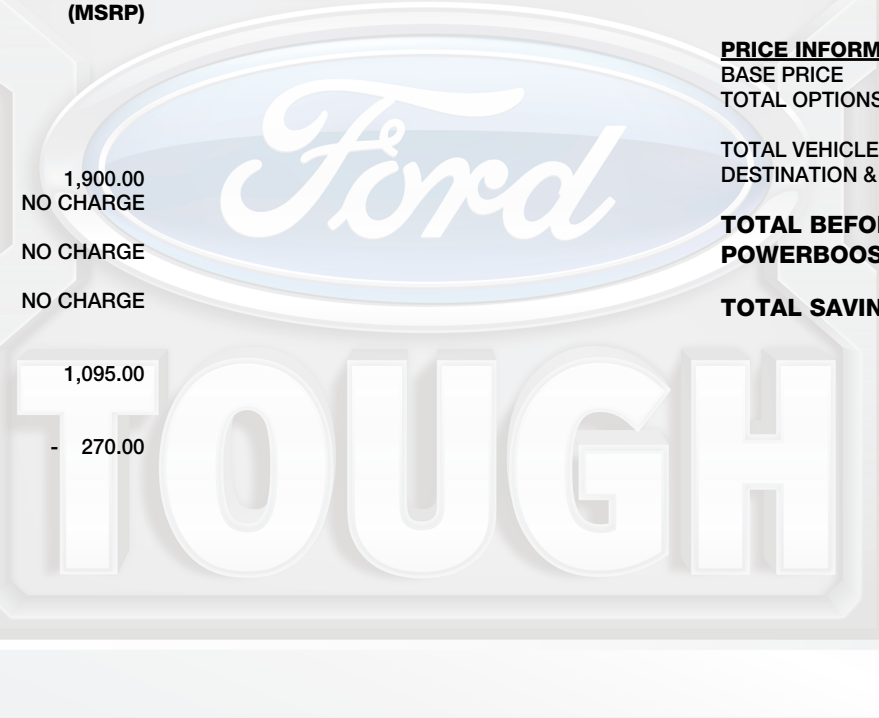 (MSRP)
1,900.00
NO CHARGE
NO CHARGE
NO CHARGE
1,095.00
- 270.00
PRICE INFORM
BASE PRICE
TOTAL OPTIONS
TOTAL VEHICLE
DESTINATION &
TOTAL BEFO
POWERBOOS
TOTAL SAVIN
Ford
TOUGH